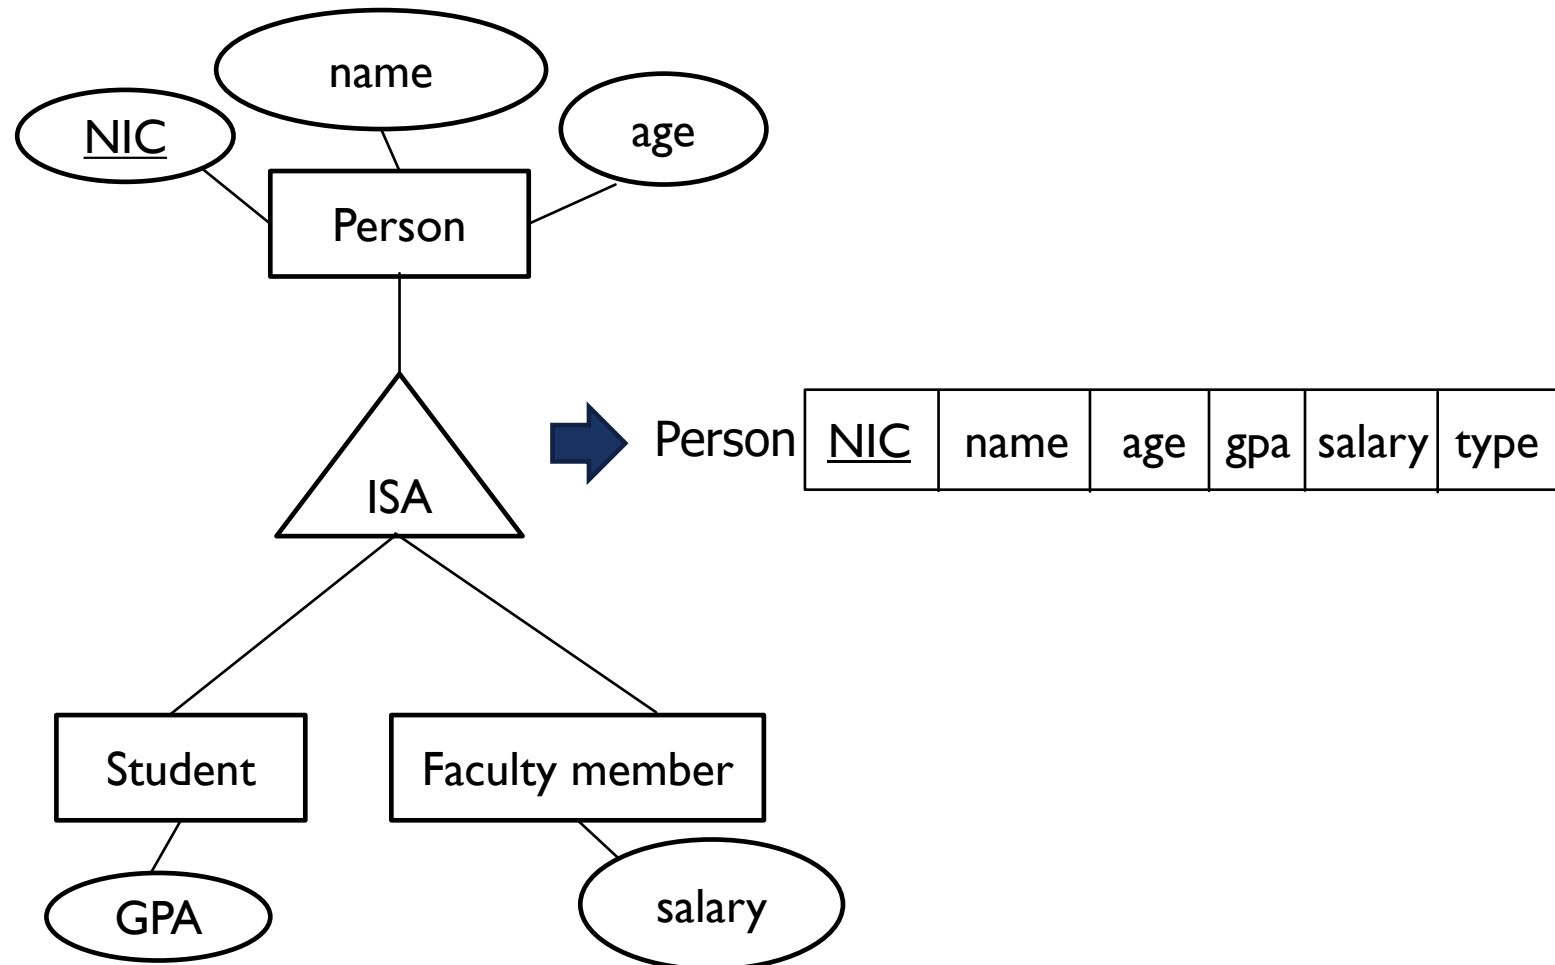 name
NIC
age
Person
ISA
Person NIC name age gpa salary type
Student
Faculty member
GPA
salary